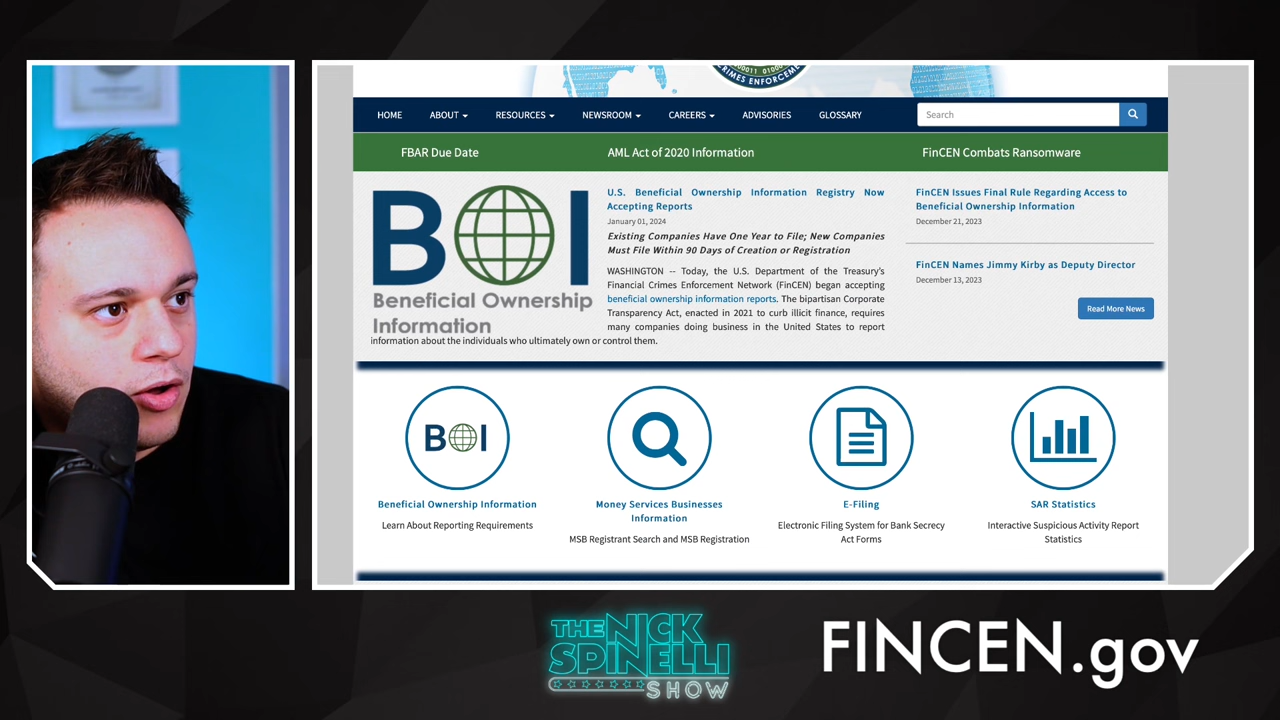 00011 0100
CRIMES ENFORCEME
HOME ABOUT RESOURCES NEWSROOM CAREERS ADVISORIES GLOSSARY Search
FBAR Due Date AML Act of 2020 Information FinCEN Combats Ransomware
BOI
Beneficial Ownership
Information
U.S. Beneficial Ownership Information Registry Now
Accepting Reports
January 01, 2024
Existing Companies Have One Year to File; New Companies
Must File Within 90 Days of Creation or Registration
WASHINGTON -- Today, the U.S. Department of the Treasury's
Financial Crimes Enforcement Network (FinCEN) began accepting
beneficial ownership information reports. The bipartisan Corporate
Transparency Act, enacted in 2021 to curb illicit finance, requires
many companies doing business in the United States to report
information about the individuals who ultimately own or control them.
FinCEN Issues Final Rule Regarding Access to
Beneficial Ownership Information
December 21, 2023
FinCEN Names Jimmy Kirby as Deputy Director
December 13, 2023
Read More News
BOI
Beneficial Ownership Information
Learn About Reporting Requirements
Money Services Businesses
Information
MSB Registrant Search and MSB Registration
E-Filing
Electronic Filing System for Bank Secrecy
Act Forms
SAR Statistics
Interactive Suspicious Activity Report
Statistics
THE NICK
SPINELLI
SHOW
FINCEN.gov